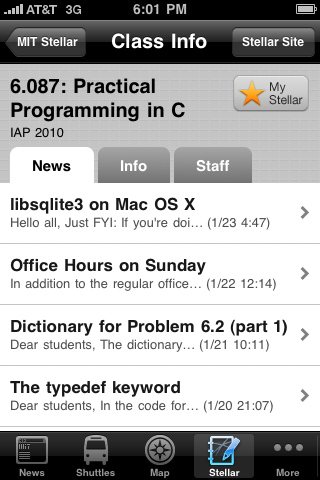 AT&T 3G 6:01 PM
MIT Stellar Class Info Stellar Site
6.087: Practical
Programming in C
IAP 2010
My
Stellar
News Info Staff
libsqlite3 on Mac OS X
Hello all, Just FYI: If you're doi... (1/23 4:47)
Office Hours on Sunday
In addition to the regular office... (1/22 12:14)
Dictionary for Problem 6.2 (part 1)
Dear students, The dictionary... (1/21 10:11)
The typedef keyword
Dear students, In the code for... (1/20 21:07)
News Shuttles Map Stellar More